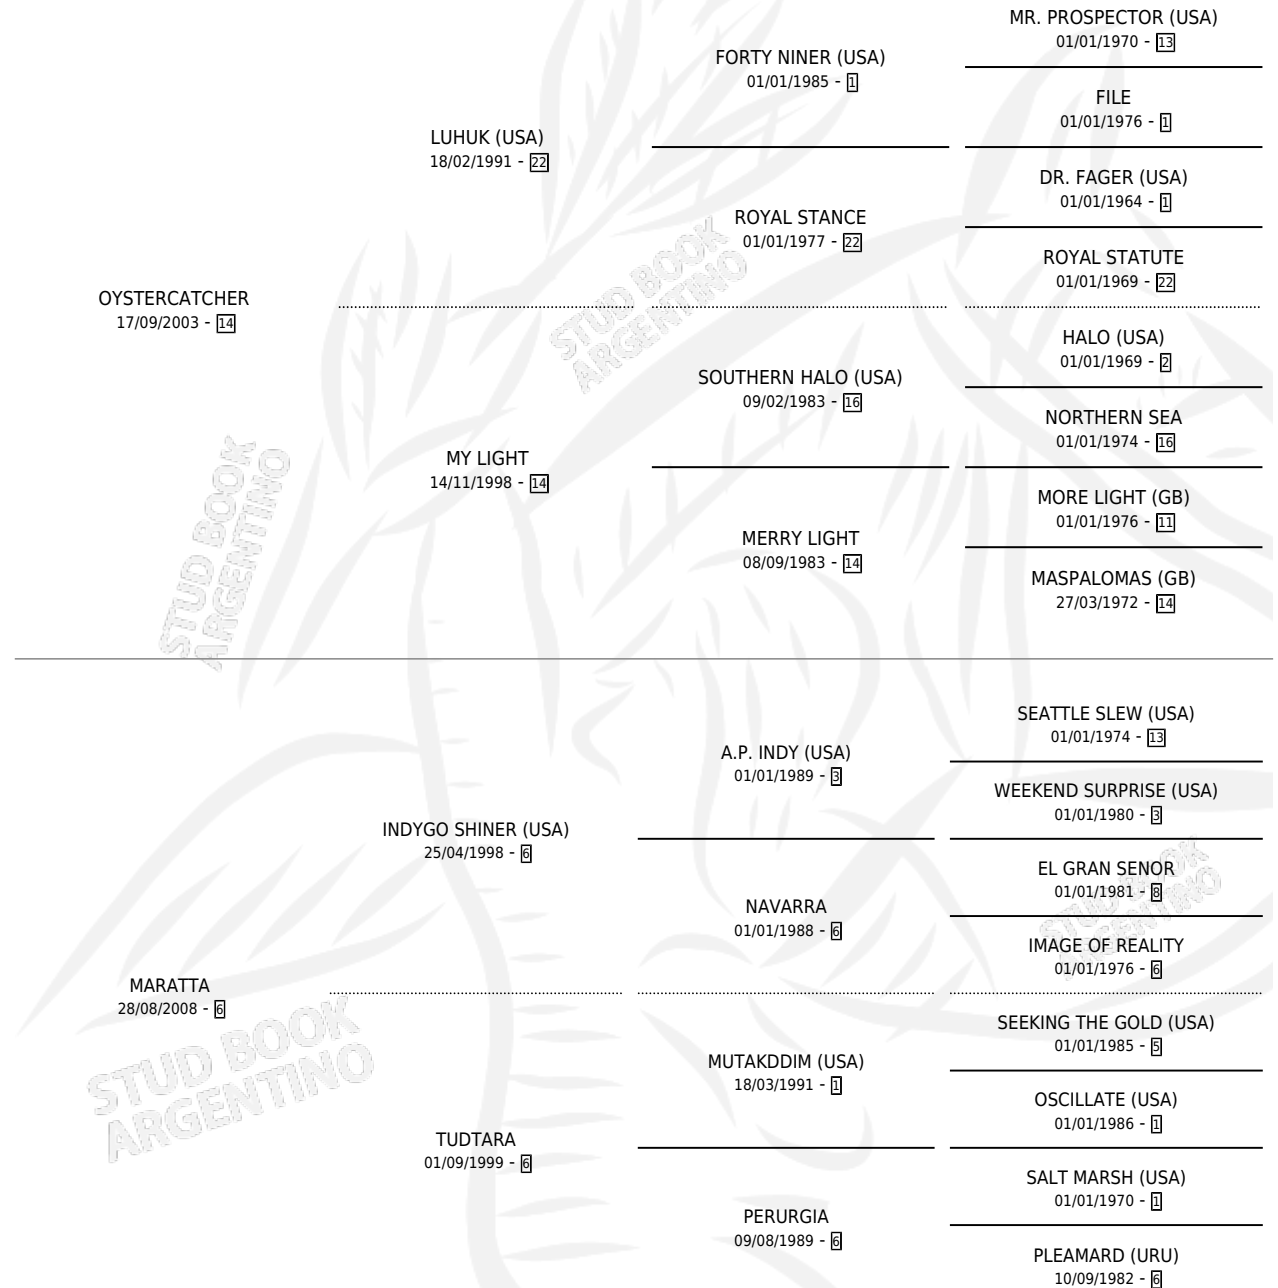 MR. PROSPECTOR (USA)
01/01/1970 - 13
FORTY NINER (USA)
01/01/1985 - 1
FILE
01/01/1976 - 1
LUHUK (USA)
18/02/1991 - 22
DR. FAGER (USA)
01/01/1964 - 1
ROYAL STANCE
01/01/1977 - 22
ROYAL STATUTE
01/01/1969 - 22
OYSTERCATCHER
17/09/2003 - 14
STUD BOOK
ARGENTINO
HALO (USA)
01/01/1969 - 2
SOUTHERN HALO (USA)
09/02/1983 - 16
NORTHERN SEA
01/01/1974 - 16
MY LIGHT
14/11/1998 - 14
MORE LIGHT (GB)
01/01/1976 - 11
MERRY LIGHT
08/09/1983 - 14
MASPALOMAS (GB)
27/03/1972 - 14
STUD BOOK
ARGENTINO
SEATTLE SLEW (USA)
01/01/1974 - 13
A.P. INDY (USA)
01/01/1989 - 3
WEEKEND SURPRISE (USA)
01/01/1980 - 3
INDYGO SHINER (USA)
25/04/1998 - 6
EL GRAN SENOR
01/01/1981 - 8
STUD BOOK
ARGENTINO
NAVARRA
01/01/1988 - 6
IMAGE OF REALITY
01/01/1976 - 6
MARATTA
28/08/2008 - 6
STUD BOOK
ARGENTINO
SEEKING THE GOLD (USA)
01/01/1985 - 5
MUTAKDDIM (USA)
18/03/1991 - 1
OSCILLATE (USA)
01/01/1986 - 1
TUDTARA
01/09/1999 - 6
SALT MARSH (USA)
01/01/1970 - 1
PERURGIA
09/08/1989 - 6
PLEAMARD (URU)
10/09/1982 - 6